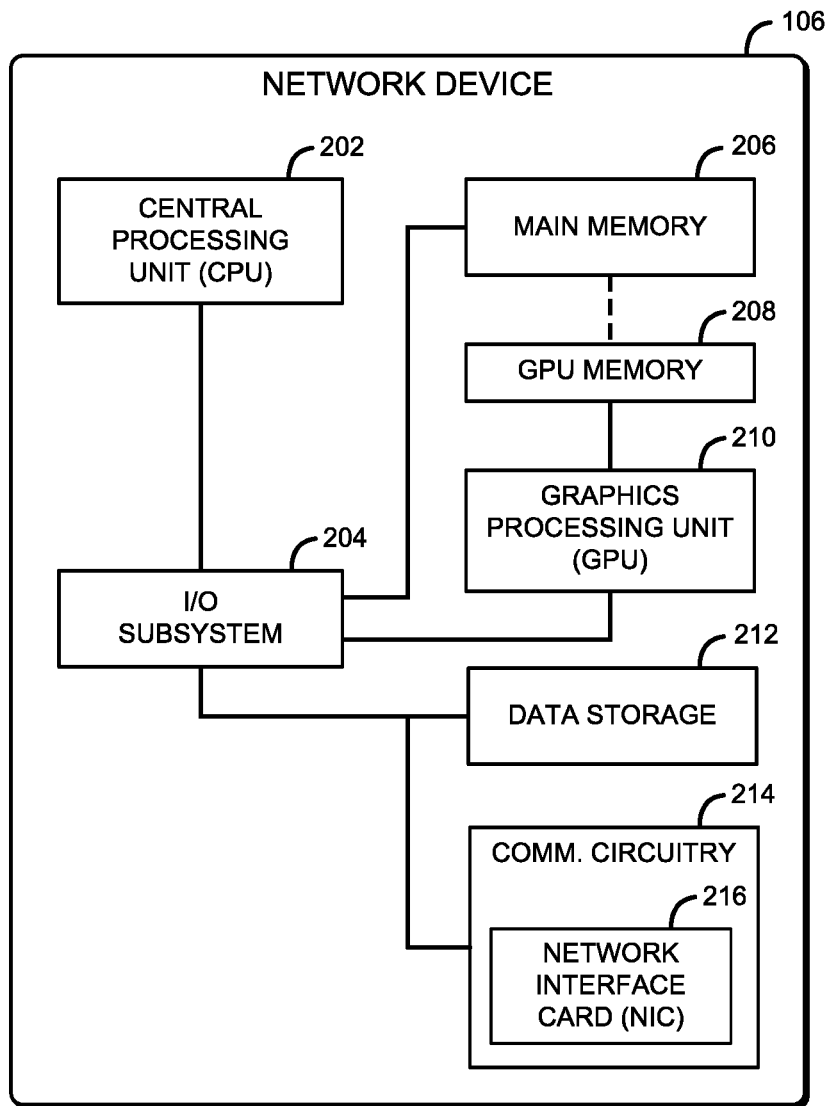 106
NETWORK DEVICE
202
CENTRAL
PROCESSING
UNIT (CPU)
206
MAIN MEMORY
208
GPU MEMORY
210
GRAPHICS
PROCESSING UNIT
(GPU)
204
I/O
SUBSYSTEM
212
DATA STORAGE
214
COMM. CIRCUITRY
216
NETWORK
INTERFACE
CARD (NIC)